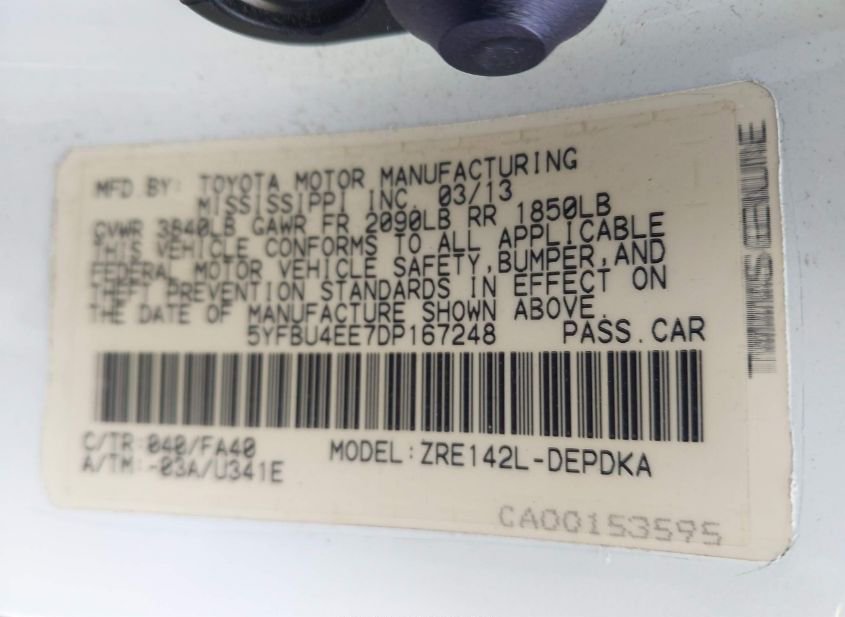 MFD.BY: TOYOTA MOTOR MANUFACTURING
MISSISSIPPI INC. 03/13
GVWR 3840LB GAWR FR 2090LB RR 1850LB
THIS VEHICLE CONFORMS TO ALL APPLICABLE
FEDERAL MOTOR VEHICLE SAFETY,BUMPER,AND
THEFT PREVENTION STANDARDS IN EFFECT ON
THE DATE OF MANUFACTURE SHOWN ABOVE.
5YFBU4EE7DP167248 PASS.CAR
C/TR:040/FA40 MODEL:ZRE142L-DEPDKA
A/TM:-03A/U341E
CA00153595